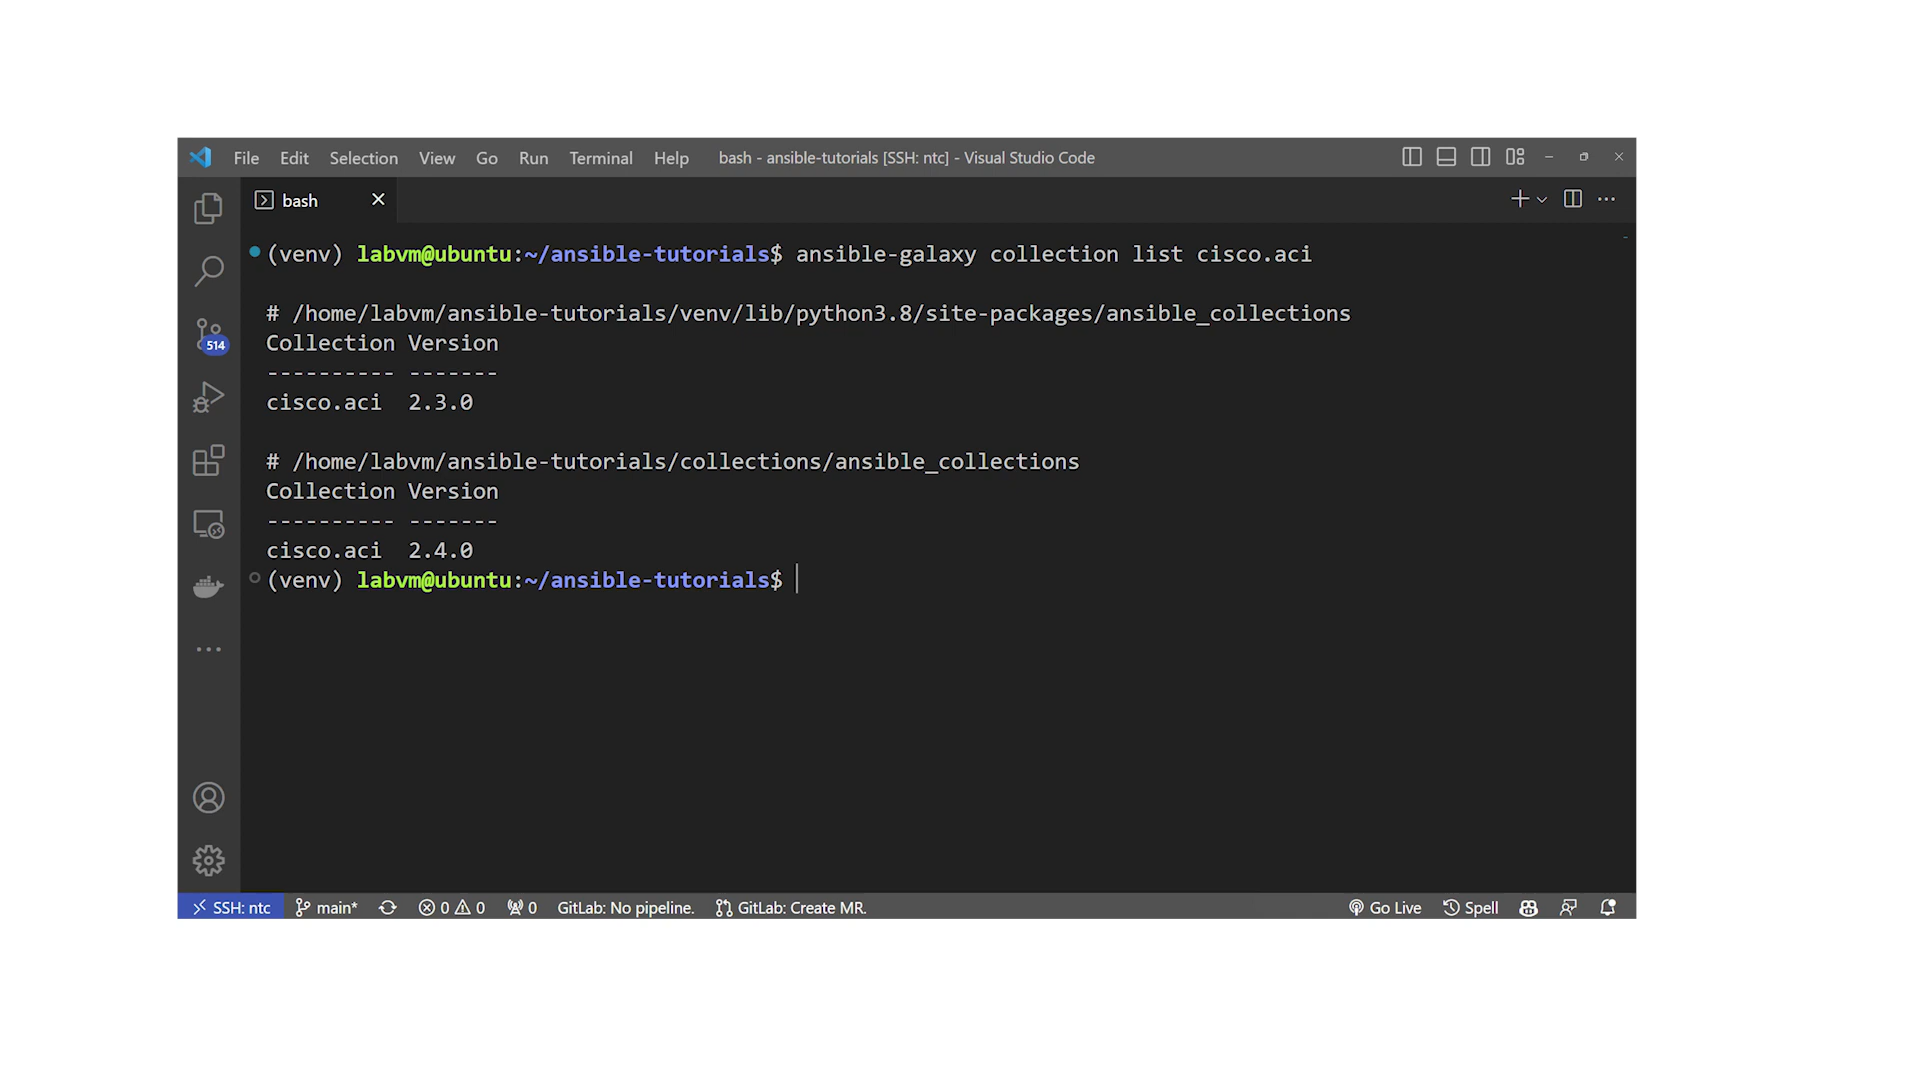 File Edit Selection View Go Run Terminal Help bash - ansible-tutorials [SSH: ntc] - Visual Studio Code
bash
(venv) labvm@ubuntu:~/ansible-tutorials$ ansible-galaxy collection list cisco.aci
# /home/labvm/ansible-tutorials/venv/lib/python3.8/site-packages/ansible_collections
Collection Version
---------- -------
cisco.aci  2.3.0
# /home/labvm/ansible-tutorials/collections/ansible_collections
Collection Version
---------- -------
cisco.aci  2.4.0
(venv) labvm@ubuntu:~/ansible-tutorials$
514
SSH: ntc main* 0 0 0 GitLab: No pipeline. GitLab: Create MR. Go Live Spell